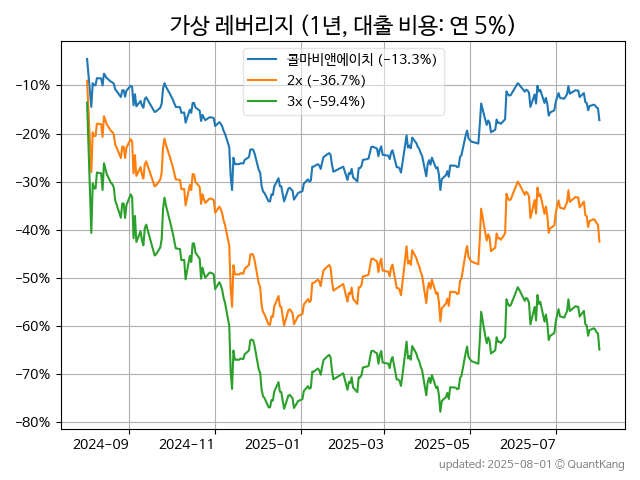 가상 레버리지 (1년, 대출 비용: 연 5%)
콜마비앤에이치 (−13.3%)
2x (−36.7%)
3x (−59.4%)
−10%
−20%
−30%
−40%
−50%
−60%
−70%
−80%
2024-09 2024-11 2025-01 2025-03 2025-05 2025-07
updated: 2025-08-01 © QuantKang